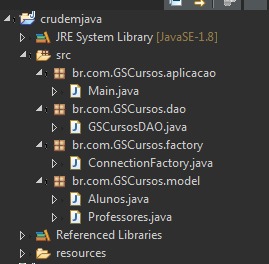 crudemjava
JRE System Library [JavaSE-1.8]
src
br.com.GSCursos.aplicacao
Main.java
br.com.GSCursos.dao
GSCursosDAO.java
br.com.GSCursos.factory
ConnectionFactory.java
br.com.GSCursos.model
Alunos.java
Professores.java
Referenced Libraries
resources